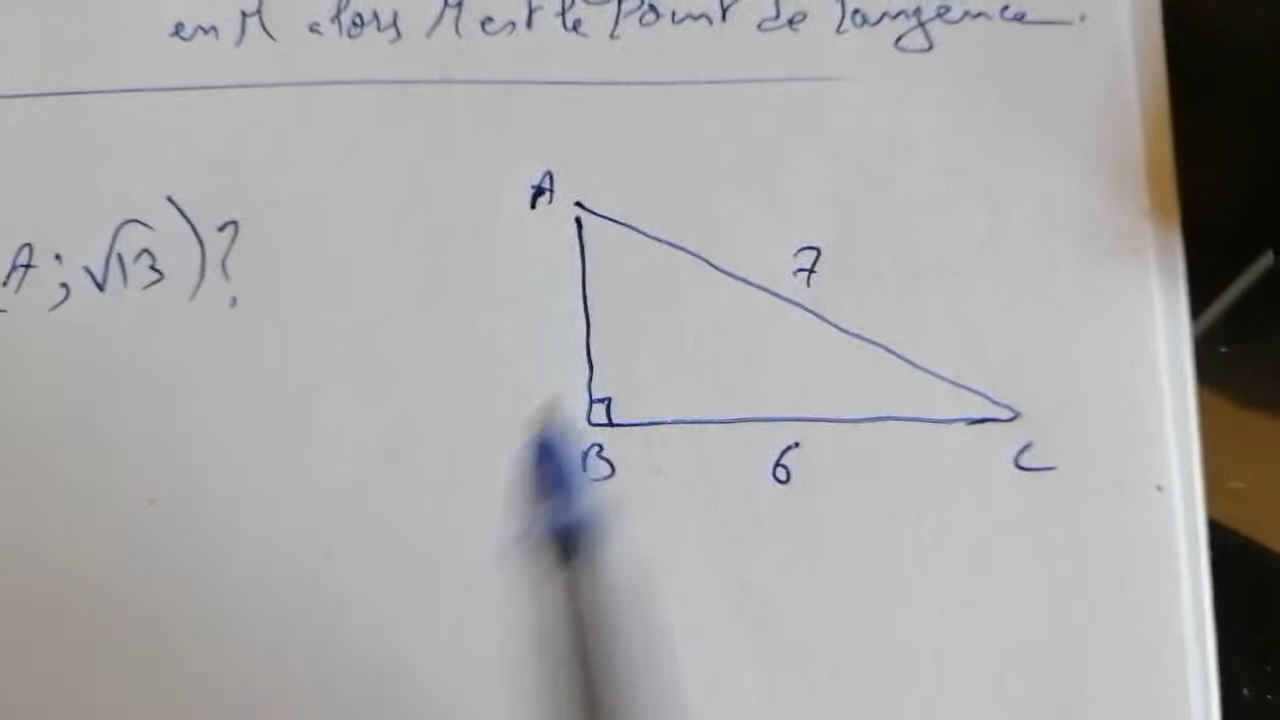 en M alors M est le Point de tangence.
A ; √13 ) ?
A
7
B
6
C